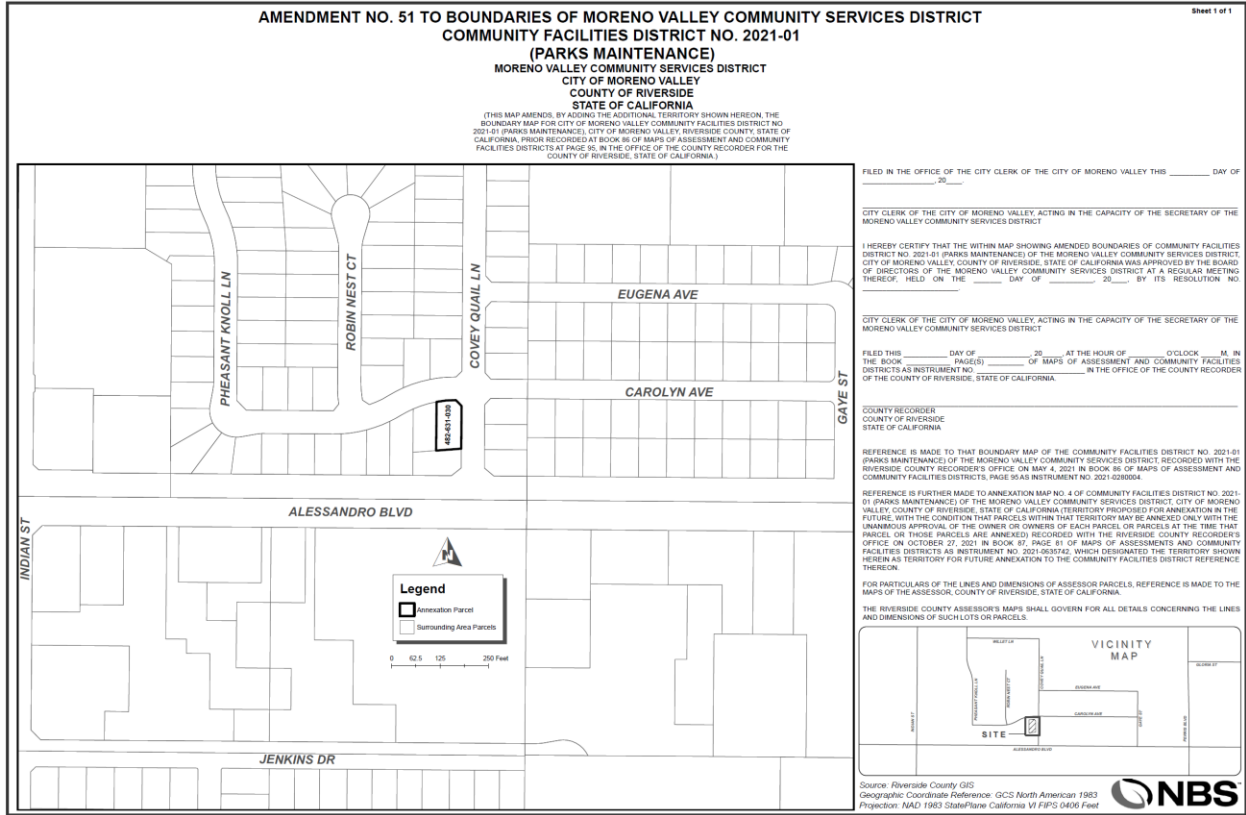 Sheet 1 of 1
AMENDMENT NO. 51 TO BOUNDARIES OF MORENO VALLEY COMMUNITY SERVICES DISTRICT
COMMUNITY FACILITIES DISTRICT NO. 2021-01
(PARKS MAINTENANCE)
MORENO VALLEY COMMUNITY SERVICES DISTRICT
CITY OF MORENO VALLEY
COUNTY OF RIVERSIDE
STATE OF CALIFORNIA
(THIS MAP AMENDS, BY ADDING THE ADDITIONAL TERRITORY SHOWN HEREON, THE
BOUNDARY MAP FOR CITY OF MORENO VALLEY COMMUNITY FACILITIES DISTRICT NO
2021-01 (PARKS MAINTENANCE), CITY OF MORENO VALLEY, RIVERSIDE COUNTY, STATE OF
CALIFORNIA, PRIOR RECORDED AT BOOK 86 OF MAPS OF ASSESSMENT AND COMMUNITY
FACILITIES DISTRICTS AT PAGE 95, IN THE OFFICE OF THE COUNTY RECORDER FOR THE
COUNTY OF RIVERSIDE, STATE OF CALIFORNIA.)
PHEASANT KNOLL LN
ROBIN NEST CT
COVEY QUAIL LN
EUGENA AVE
CAROLYN AVE
GAYE ST
482-631-030
ALESSANDRO BLVD
INDIAN ST
N
Legend
Annexation Parcel
Surrounding Area Parcels
0 62.5 125 250 Feet
JENKINS DR
FILED IN THE OFFICE OF THE CITY CLERK OF THE CITY OF MORENO VALLEY THIS ________ DAY OF
________________, 20____.
CITY CLERK OF THE CITY OF MORENO VALLEY, ACTING IN THE CAPACITY OF THE SECRETARY OF THE
MORENO VALLEY COMMUNITY SERVICES DISTRICT
I HEREBY CERTIFY THAT THE WITHIN MAP SHOWING AMENDED BOUNDARIES OF COMMUNITY FACILITIES
DISTRICT NO. 2021-01 (PARKS MAINTENANCE) OF THE MORENO VALLEY COMMUNITY SERVICES DISTRICT,
CITY OF MORENO VALLEY, COUNTY OF RIVERSIDE, STATE OF CALIFORNIA WAS APPROVED BY THE BOARD
OF DIRECTORS OF THE MORENO VALLEY COMMUNITY SERVICES DISTRICT AT A REGULAR MEETING
THEREOF, HELD ON THE ______ DAY OF __________, 20____, BY ITS RESOLUTION NO.
____________________.
CITY CLERK OF THE CITY OF MORENO VALLEY, ACTING IN THE CAPACITY OF THE SECRETARY OF THE
MORENO VALLEY COMMUNITY SERVICES DISTRICT
FILED THIS __________ DAY OF ____________, 20____, AT THE HOUR OF ________ O'CLOCK _____M, IN
THE BOOK __________ PAGE(S) _________ OF MAPS OF ASSESSMENT AND COMMUNITY FACILITIES
DISTRICTS AS INSTRUMENT NO. ______________________ IN THE OFFICE OF THE COUNTY RECORDER
OF THE COUNTY OF RIVERSIDE, STATE OF CALIFORNIA.
COUNTY RECORDER
COUNTY OF RIVERSIDE
STATE OF CALIFORNIA
REFERENCE IS MADE TO THAT BOUNDARY MAP OF THE COMMUNITY FACILITIES DISTRICT NO. 2021-01
(PARKS MAINTENANCE) OF THE MORENO VALLEY COMMUNITY SERVICES DISTRICT, RECORDED WITH THE
RIVERSIDE COUNTY RECORDER'S OFFICE ON MAY 4, 2021 IN BOOK 86 OF MAPS OF ASSESSMENT AND
COMMUNITY FACILITIES DISTRICTS, PAGE 95 AS INSTRUMENT NO. 2021-0280004.
REFERENCE IS FURTHER MADE TO ANNEXATION MAP NO. 4 OF COMMUNITY FACILITIES DISTRICT NO. 2021-
01 (PARKS MAINTENANCE) OF THE MORENO VALLEY COMMUNITY SERVICES DISTRICT, CITY OF MORENO
VALLEY, COUNTY OF RIVERSIDE, STATE OF CALIFORNIA (TERRITORY PROPOSED FOR ANNEXATION IN THE
FUTURE, WITH THE CONDITION THAT PARCELS WITHIN THAT TERRITORY MAY BE ANNEXED ONLY WITH THE
UNANIMOUS APPROVAL OF THE OWNER OR OWNERS OF EACH PARCEL OR PARCELS AT THE TIME THAT
PARCEL OR THOSE PARCELS ARE ANNEXED) RECORDED WITH THE RIVERSIDE COUNTY RECORDER'S
OFFICE ON OCTOBER 27, 2021 IN BOOK 87, PAGE 81 OF MAPS OF ASSESSMENTS AND COMMUNITY
FACILITIES DISTRICTS AS INSTRUMENT NO. 2021-0635742, WHICH DESIGNATED THE TERRITORY SHOWN
HEREIN AS TERRITORY FOR FUTURE ANNEXATION TO THE COMMUNITY FACILITIES DISTRICT REFERENCE
THEREON.
FOR PARTICULARS OF THE LINES AND DIMENSIONS OF ASSESSOR PARCELS, REFERENCE IS MADE TO THE
MAPS OF THE ASSESSOR, COUNTY OF RIVERSIDE, STATE OF CALIFORNIA.
THE RIVERSIDE COUNTY ASSESSOR'S MAPS SHALL GOVERN FOR ALL DETAILS CONCERNING THE LINES
AND DIMENSIONS OF SUCH LOTS OR PARCELS.
VICINITY
MAP
PHEASANT KNOLL LN
ROBIN NEST CT
COVEY QUAIL LN
EUGENA AVE
CAROLYN AVE
GAYE ST
INDIAN ST
PERRIS BLVD
SITE
ALESSANDRO BLVD
Source: Riverside County GIS
Geographic Coordinate Reference: GCS North American 1983
Projection: NAD 1983 StatePlane California VI FIPS 0406 Feet
NBS